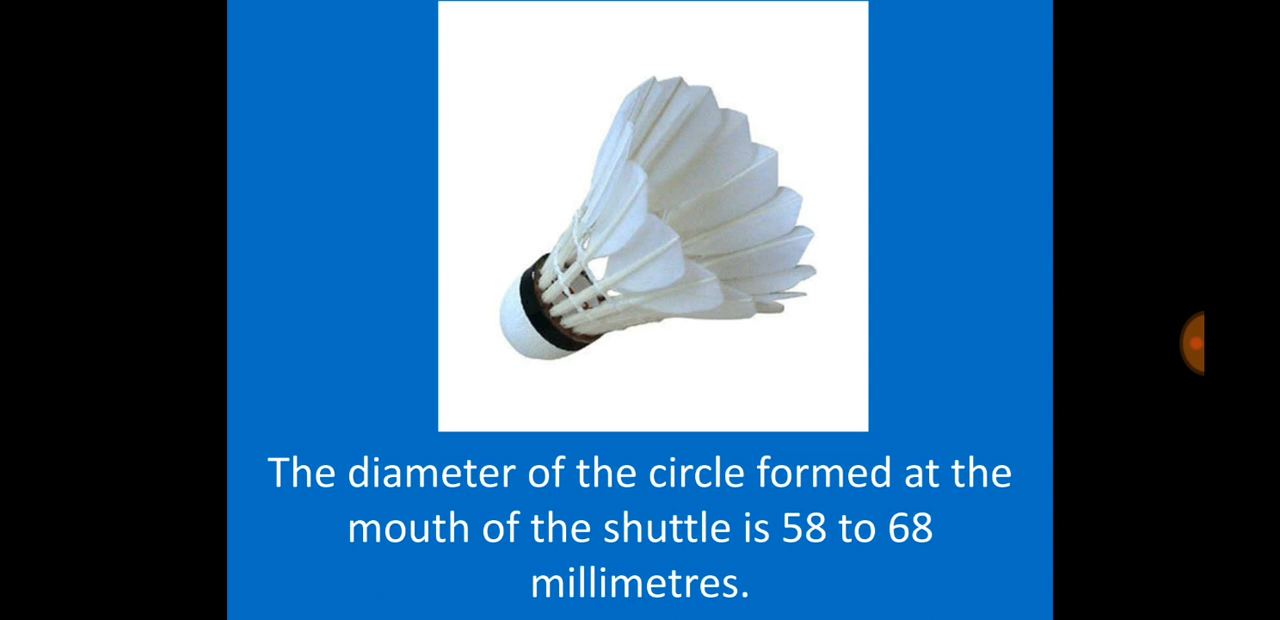 The diameter of the circle formed at the
mouth of the shuttle is 58 to 68
millimetres.